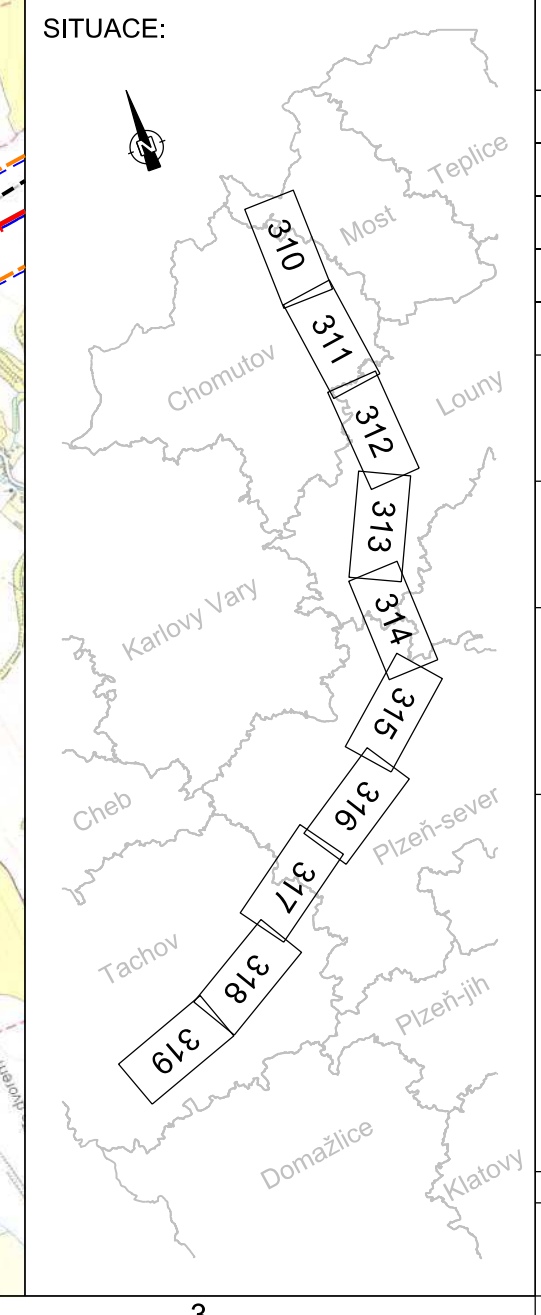 SITUACE:
N
Teplice
Most
310
311
Chomutov
312
Louny
313
Karlovy Vary
314
315
Cheb
316
Plzeň-sever
317
Tachov
318
Plzeň-jih
319
Domažlice
Klatovy
3